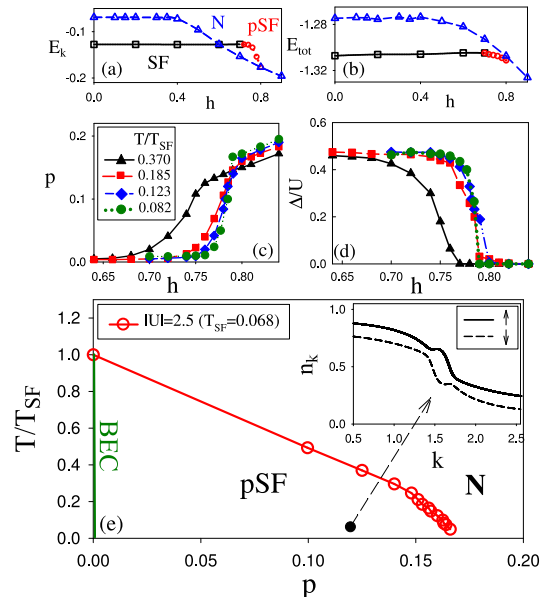 -0.1
E_k
-0.2
N
pSF
SF
(a)
0.0 0.4 0.8
h
-1.28
E_tot
-1.32
(b)
0.0 0.4 0.8
h
0.2
p
0.1
0.0
T/T_SF
0.370
0.185
0.123
0.082
(c)
0.65 0.70 0.75 0.80
h
0.6
Δ/U
0.4
0.2
0.0
(d)
0.65 0.70 0.75 0.80
h
1.2
1.0
T/T_SF
0.8
0.6
0.4
0.2
0.0
|U|=2.5 (T_SF=0.068)
BEC
pSF
N
(e)
0.00 0.05 0.10 0.15 0.20
p
1.0
n_k
0.5
0.0
↑
↓
0.5 1.0 1.5 2.0 2.5
k